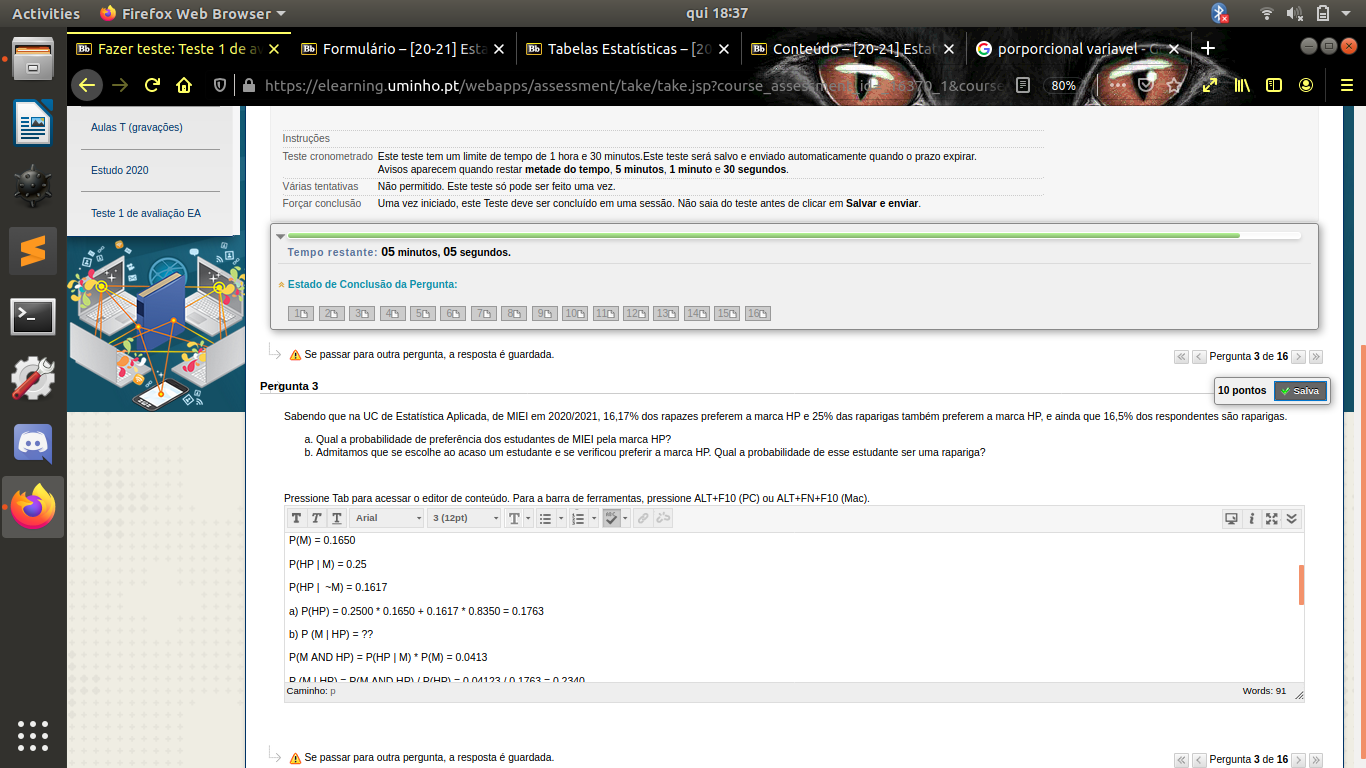 Activities Firefox Web Browser qui 18:37
Fazer teste: Teste 1 de av Formulário – [20-21] Esta Tabelas Estatísticas – [20 Conteúdo – [20-21] Estat porporcional varjavel - G
https://elearning.uminho.pt/webapps/assessment/take/take.jsp?course_assessment_id=_16370_1&course 80%
Aulas T (gravações)
Estudo 2020
Teste 1 de avaliação EA
Instruções
Teste cronometrado Este teste tem um limite de tempo de 1 hora e 30 minutos.Este teste será salvo e enviado automaticamente quando o prazo expirar.
Avisos aparecem quando restar metade do tempo, 5 minutos, 1 minuto e 30 segundos.
Várias tentativas Não permitido. Este teste só pode ser feito uma vez.
Forçar conclusão Uma vez iniciado, este Teste deve ser concluído em uma sessão. Não saia do teste antes de clicar em Salvar e enviar.
Tempo restante: 05 minutos, 05 segundos.
Estado de Conclusão da Pergunta:
1 2 3 4 5 6 7 8 9 10 11 12 13 14 15 16
Se passar para outra pergunta, a resposta é guardada. Pergunta 3 de 16
Pergunta 3
10 pontos Salva
Sabendo que na UC de Estatística Aplicada, de MIEI em 2020/2021, 16,17% dos rapazes preferem a marca HP e 25% das raparigas também preferem a marca HP, e ainda que 16,5% dos respondentes são raparigas.
a. Qual a probabilidade de preferência dos estudantes de MIEI pela marca HP?
b. Admitamos que se escolhe ao acaso um estudante e se verificou preferir a marca HP. Qual a probabilidade de esse estudante ser uma rapariga?
Pressione Tab para acessar o editor de conteúdo. Para a barra de ferramentas, pressione ALT+F10 (PC) ou ALT+FN+F10 (Mac).
T T T Arial 3 (12pt) T
P(M) = 0.1650
P(HP | M) = 0.25
P(HP | ~M) = 0.1617
a) P(HP) = 0.2500 * 0.1650 + 0.1617 * 0.8350 = 0.1763
b) P (M | HP) = ??
P(M AND HP) = P(HP | M) * P(M) = 0.0413
P (M | HP) = P(M AND HP) / P(HP) = 0.04123 / 0.1763 = 0.2340
Caminho: p Words: 91
Se passar para outra pergunta, a resposta é guardada. Pergunta 3 de 16